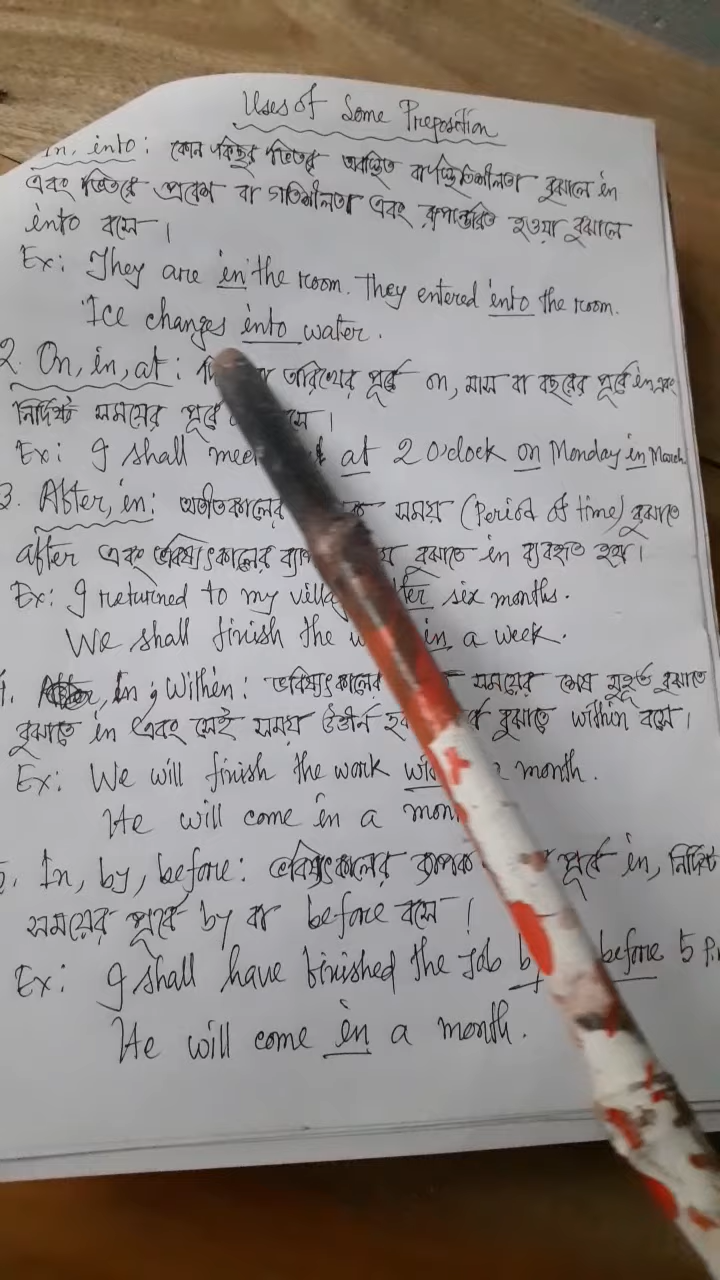 Uses of Some Preposition
In, into: কোন কিছুর ভিতরে অবস্থিত বা স্থিতিশীলতা বুঝালে in
এবং ভিতরে প্রবেশ বা গতিশীলতা এবং রূপান্তরিত হওয়া বুঝালে
into বসে।
Ex: They are in the room. They entered into the room.
Ice changes into water.
2. On, in, at: বা তারিখের পূর্বে on, মাস বা বছরের পূর্বে in এবং
নির্দিষ্ট সময়ের পূর্বে
Ex: I shall meet at 2 O'clock on Monday in March
3. After, in: অতীতকালের সময় (Period of time) বুঝাতে
after এবং ভবিষ্যৎকালের বুঝাতে in ব্যবহৃত হয়।
Ex: I returned to my six months.
We shall finish the in a week.
in, within: ভবিষ্যৎকালের সময়ের শেষ মুহূর্ত বুঝাতে
বুঝাতে in এবং সেই সময় উত্তীর্ন বুঝাতে within বসে।
Ex: We will finish the work month.
He will come in a
In, by, before: ভবিষ্যৎকালের ব্যাপক পূর্বে in, নির্দিষ্ট
সময়ের পূর্বে by বা before বসে।
Ex: I shall have finished the job before 5
He will come in a month.